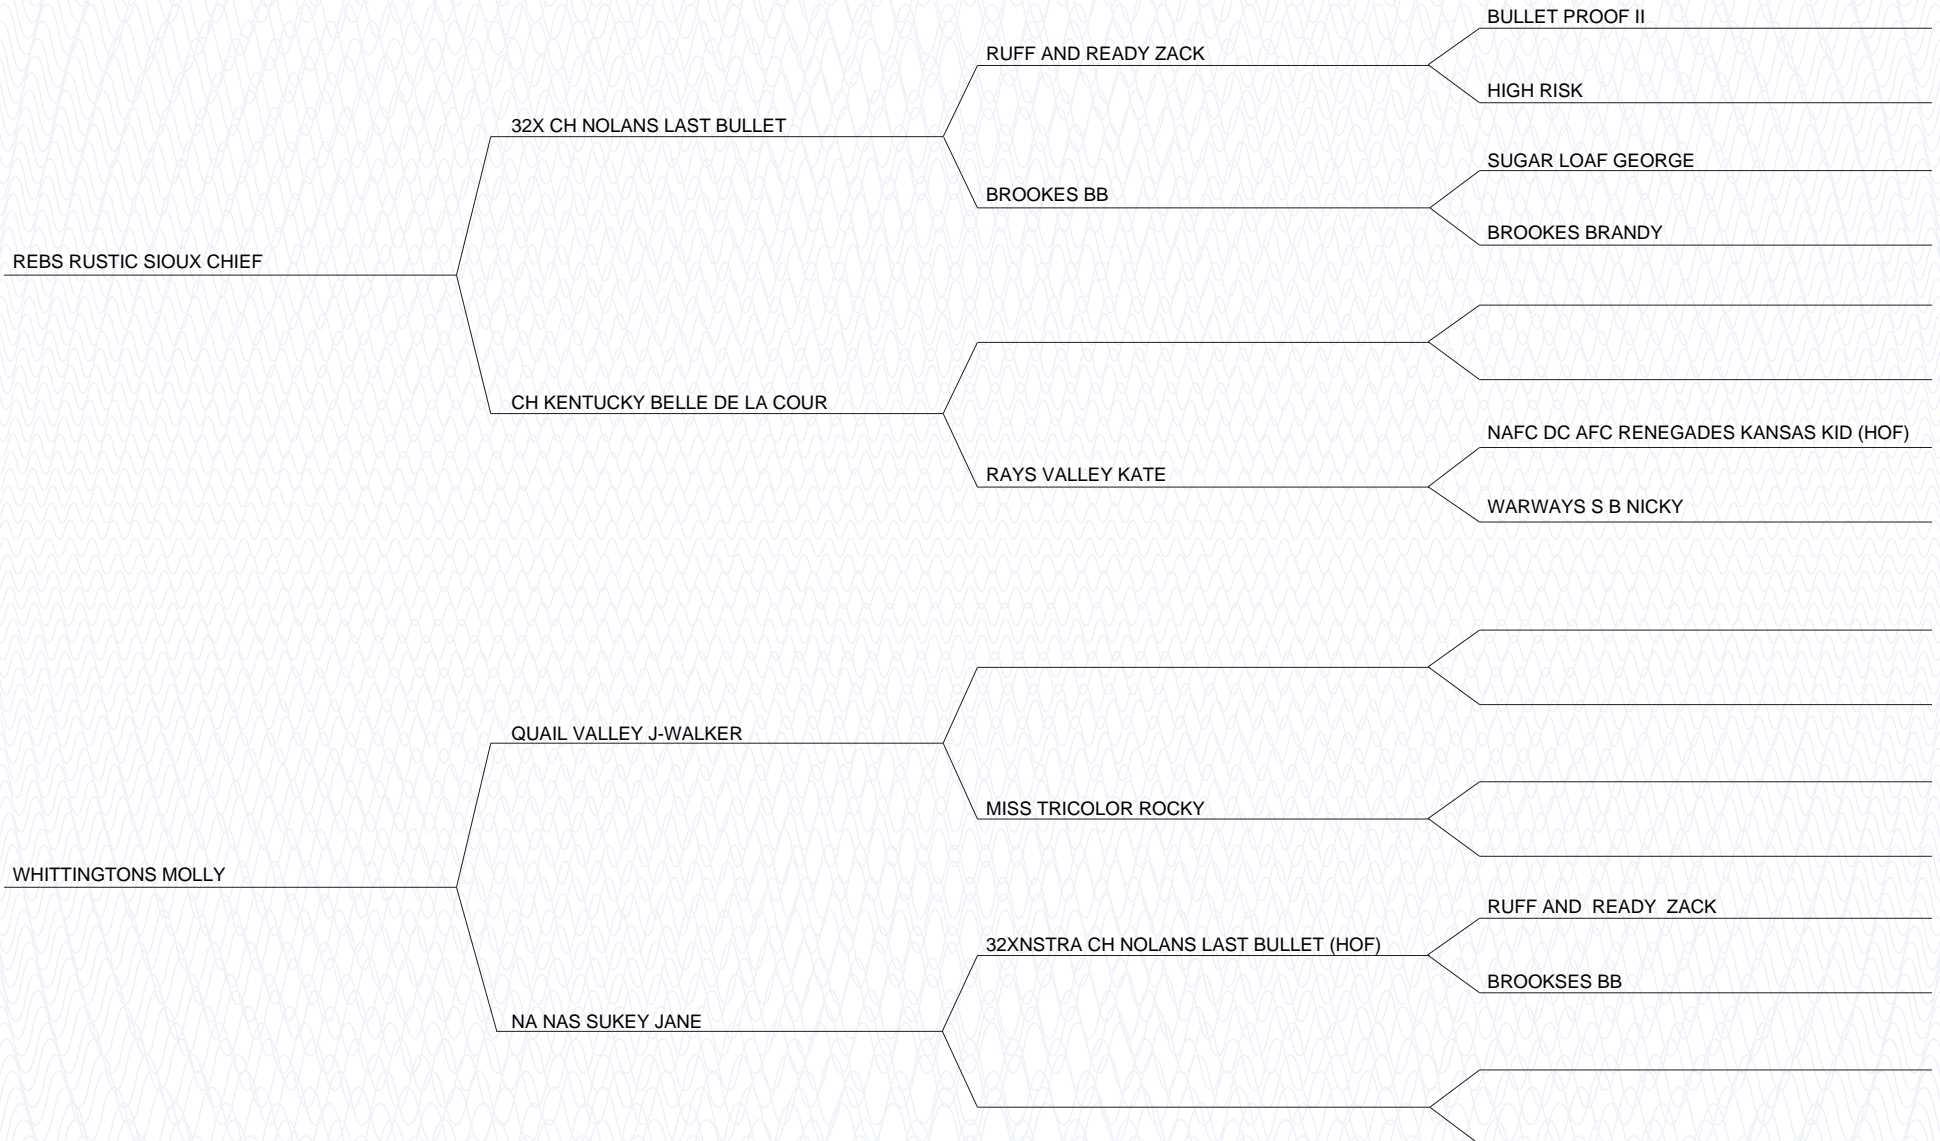 BULLET PROOF II
RUFF AND READY ZACK
HIGH RISK
32X CH NOLANS LAST BULLET
SUGAR LOAF GEORGE
BROOKES BB
BROOKES BRANDY
REBS RUSTIC SIOUX CHIEF
CH KENTUCKY BELLE DE LA COUR
NAFC DC AFC RENEGADES KANSAS KID (HOF)
RAYS VALLEY KATE
WARWAYS S B NICKY
QUAIL VALLEY J-WALKER
MISS TRICOLOR ROCKY
WHITTINGTONS MOLLY
RUFF AND  READY  ZACK
32XNSTRA CH NOLANS LAST BULLET (HOF)
BROOKSES BB
NA NAS SUKEY JANE